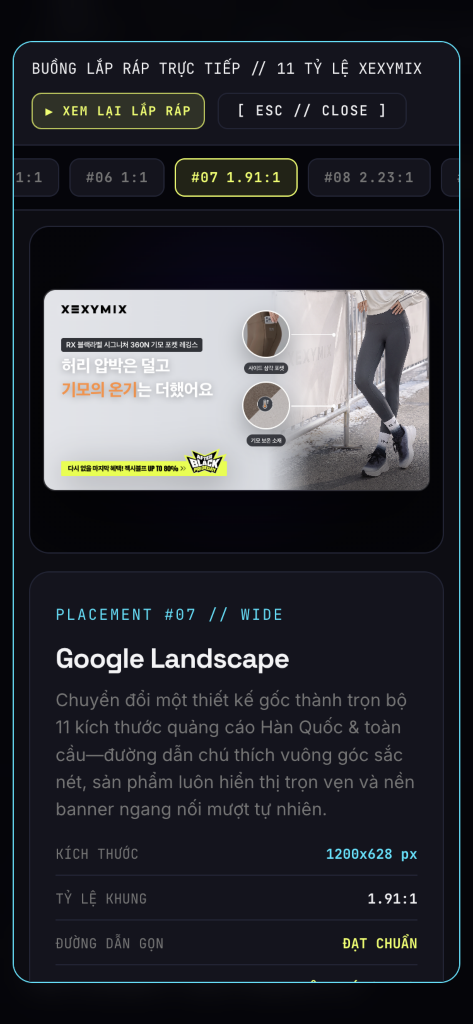 BUỒNG LẮP RÁP TRỰC TIẾP // 11 TỶ LỆ XEXYMIX
▶ XEM LẠI LẮP RÁP
[ ESC // CLOSE ]
1:1
#06 1:1
#07 1.91:1
#08 2.23:1
XEXYMIX
RX 블랙라벨 시그니처 360N 기모 포켓 레깅스
허리 압박은 덜고
기모의 온기는 더했어요
사이드 삼각 포켓
기모 보온 소재
다시 없을 마지막 혜택! 젝시믹스 UP TO 80% >>
AFTER
BLACK
PLACEMENT #07 // WIDE
Google Landscape
Chuyển đổi một thiết kế gốc thành trọn bộ
11 kích thước quảng cáo Hàn Quốc & toàn
cầu—đường dẫn chú thích vuông góc sắc
nét, sản phẩm luôn hiển thị trọn vẹn và nền
banner ngang nối mượt tự nhiên.
KÍCH THƯỚC
1200x628 px
TỶ LỆ KHUNG
1.91:1
ĐƯỜNG DẪN GỌN
ĐẠT CHUẨN